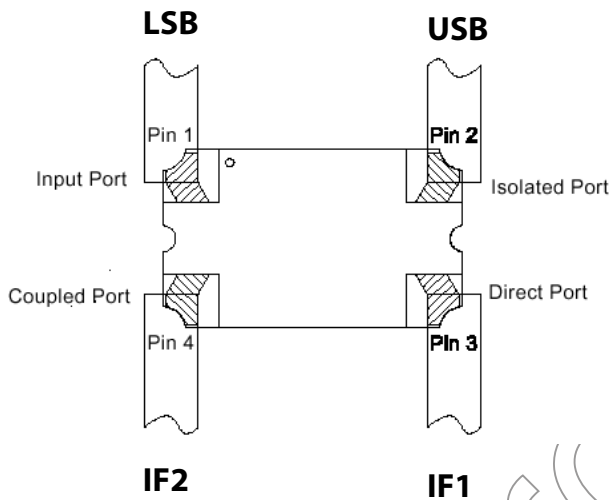 LSB USB
Pin 1 Pin 2
Input Port Isolated Port
Coupled Port Direct Port
Pin 4 Pin 3
IF2 IF1